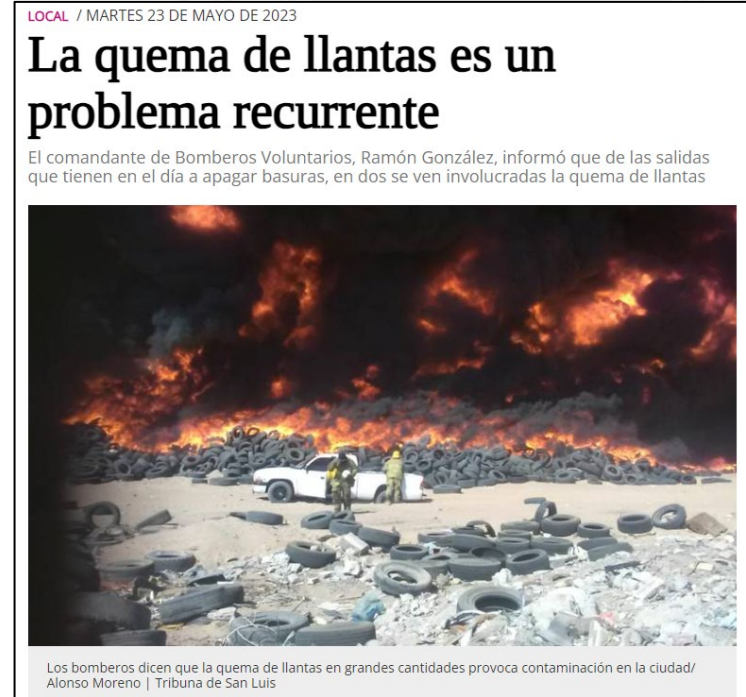 LOCAL / MARTES 23 DE MAYO DE 2023
La quema de llantas es un
problema recurrente
El comandante de Bomberos Voluntarios, Ramón González, informó que de las salidas
que tienen en el día a apagar basuras, en dos se ven involucradas la quema de llantas
Los bomberos dicen que la quema de llantas en grandes cantidades provoca contaminación en la ciudad/
Alonso Moreno | Tribuna de San Luis